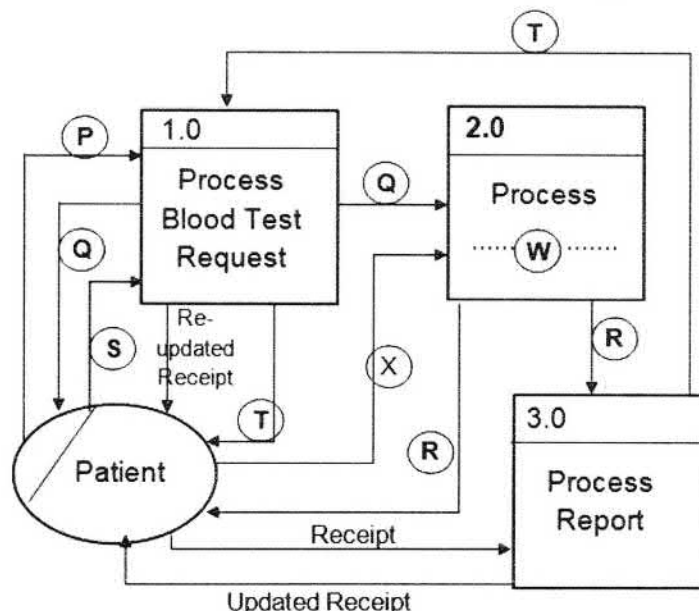 T
P
1.0
Process
Blood Test
Request
Q
2.0
Process
W
Q
S
Re-
updated
Receipt
X
R
T
R
3.0
Process
Report
Patient
Receipt
Updated Receipt